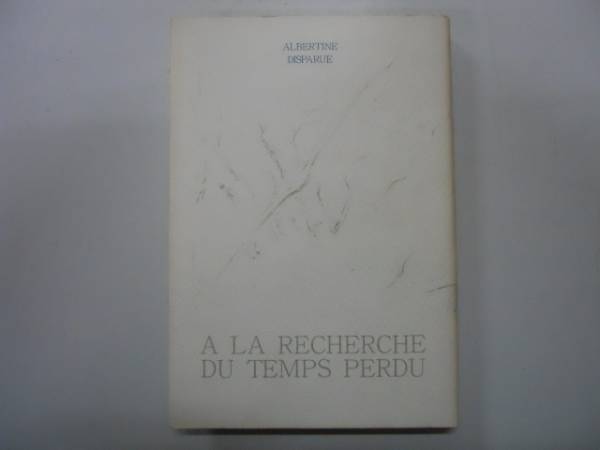 ALBERTINE
DISPARUE
A LA RECHERCHE
DU TEMPS PERDU